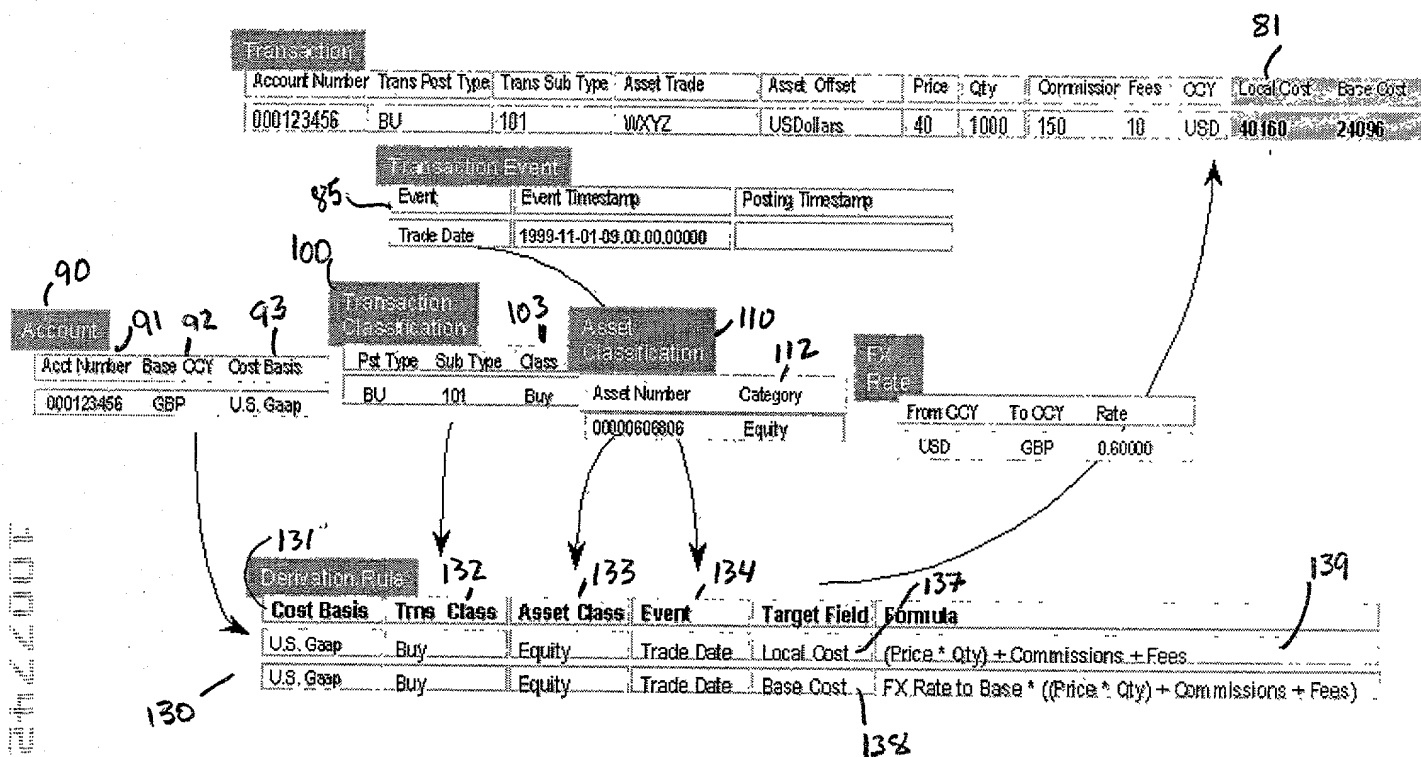 81
Transaction
Account Number Trans Post Type Trans Sub Type Asset Trade Asset Offset Price Qty Commission Fees CCY Local Cost Base Cost
000123456 BU 101 WXYZ USDollars 40 1000 150 10 USD 40160 24096
Transaction Event
85 Event Event Timestamp Posting Timestamp
Trade Date 1999-11-01-09.00.00.00000
90
100
Account
91 92 93
Acct Number Base CCY Cost Basis
000123456 GBP U.S. Gaap
Transaction
Classification
103
Pst Type Sub Type Class
BU 101 Buy
Asset
Classification
110
112
Asset Number Category
00000606806 Equity
FX
Rate
From CCY To CCY Rate
USD GBP 0.60000
131
Derivation Rule
132 133 134 137 139
Cost Basis Trns Class Asset Class Event Target Field Formula
U.S. Gaap Buy Equity Trade Date Local Cost (Price * Qty) + Commissions + Fees
U.S. Gaap Buy Equity Trade Date Base Cost FX Rate to Base * ((Price * Qty) + Commissions + Fees)
130
138